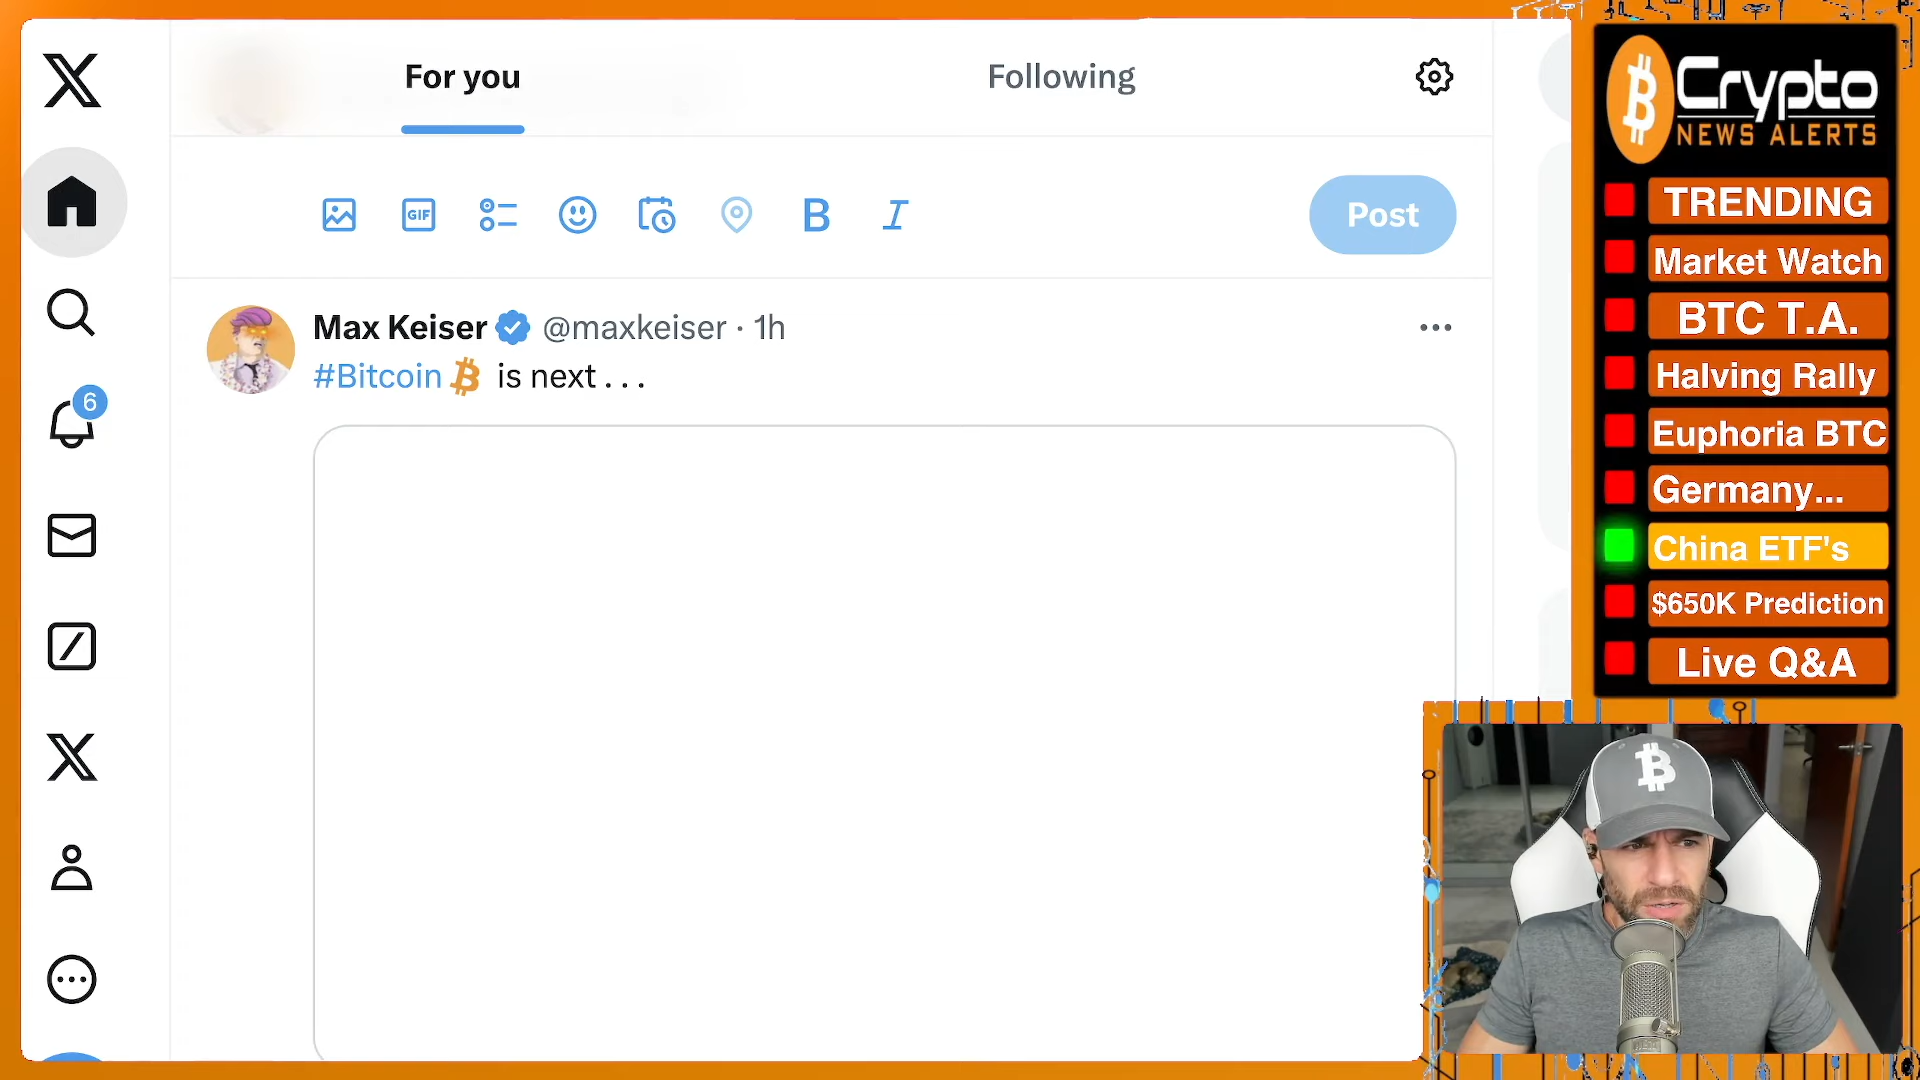 For you
Following
GIF
B
I
Post
Max Keiser @maxkeiser · 1h
#Bitcoin is next . . .
6
Crypto
NEWS ALERTS
TRENDING
Market Watch
BTC T.A.
Halving Rally
Euphoria BTC
Germany...
China ETF's
$650K Prediction
Live Q&A